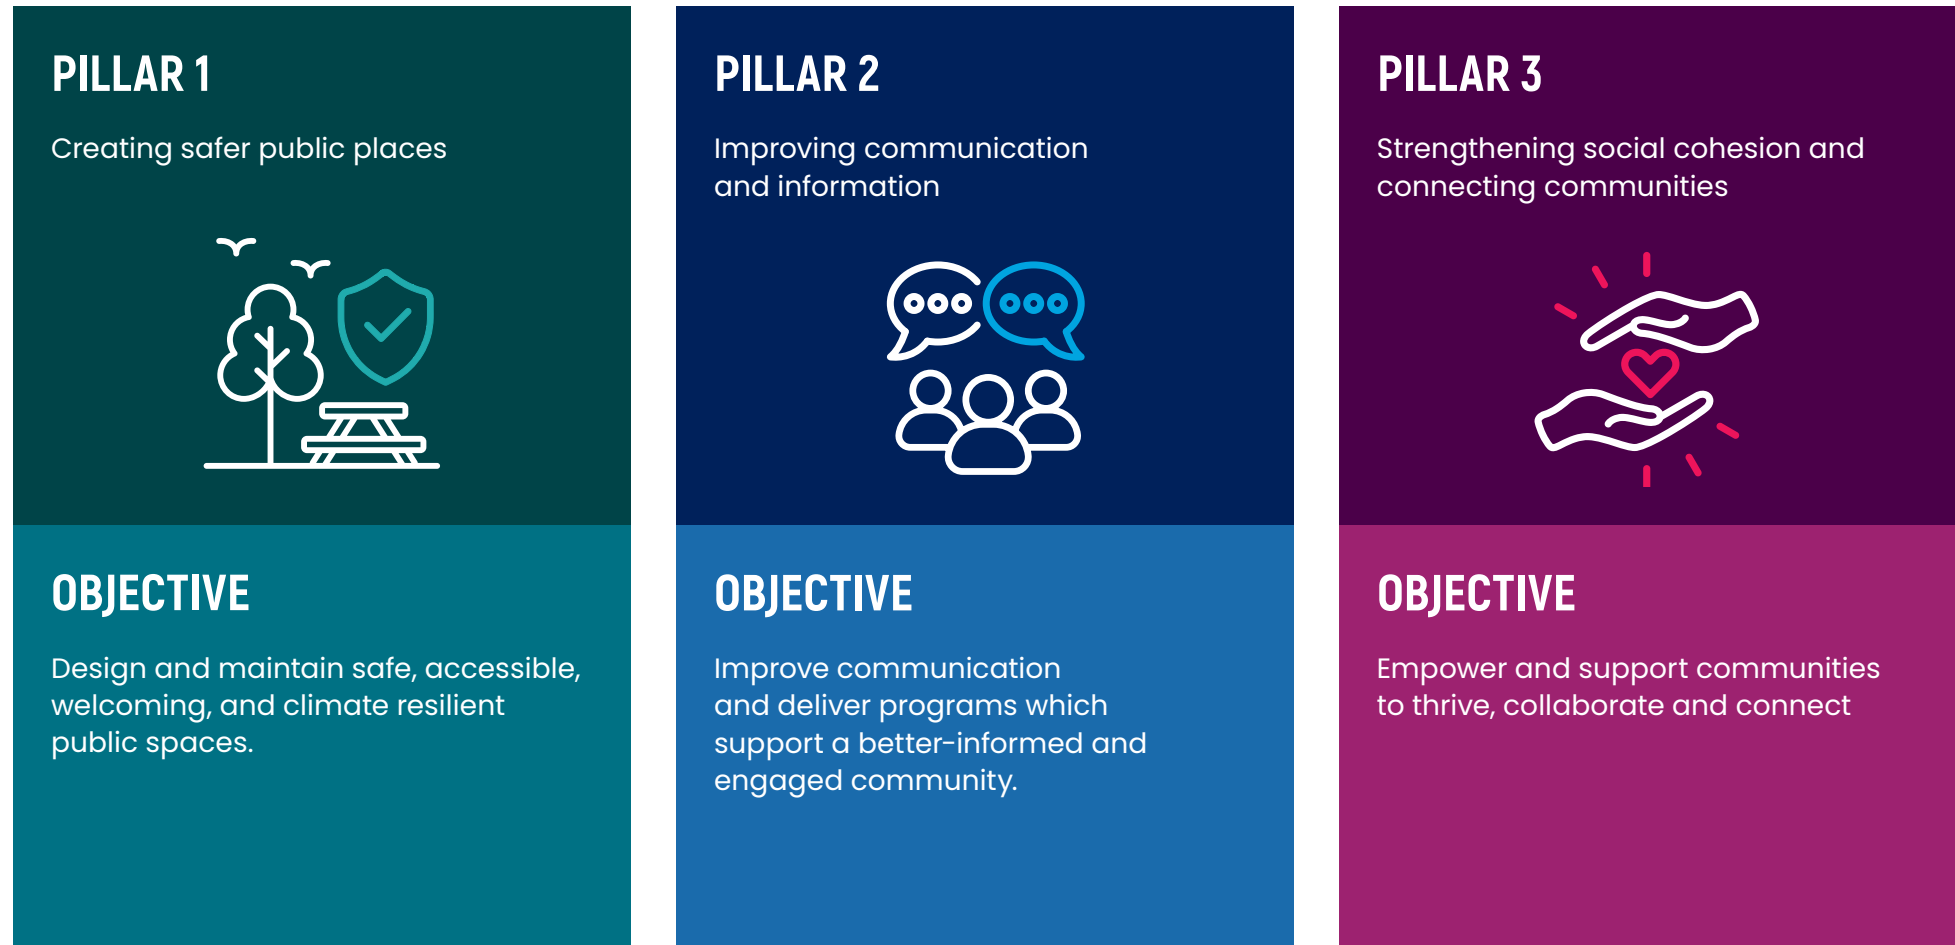 PILLAR 1
Creating safer public places
OBJECTIVE
Design and maintain safe, accessible,
welcoming, and climate resilient
public spaces.
PILLAR 2
Improving communication
and information
OBJECTIVE
Improve communication
and deliver programs which
support a better-informed and
engaged community.
PILLAR 3
Strengthening social cohesion and
connecting communities
OBJECTIVE
Empower and support communities
to thrive, collaborate and connect